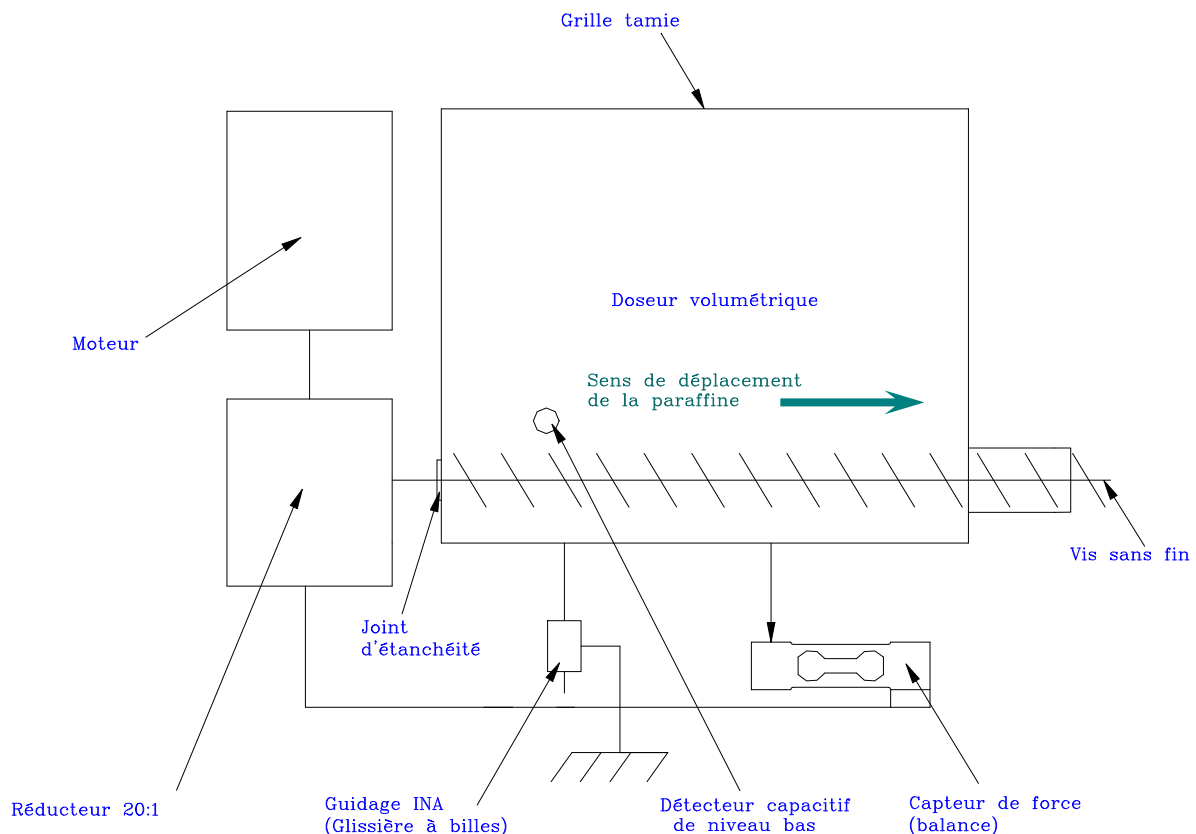 Grille tamie
Doseur volumétrique
Moteur
Sens de déplacement
de la paraffine
Vis sans fin
Joint
d'étanchéité
Réducteur 20:1
Guidage INA
(Glissière à billes)
Détecteur capacitif
de niveau bas
Capteur de force
(balance)